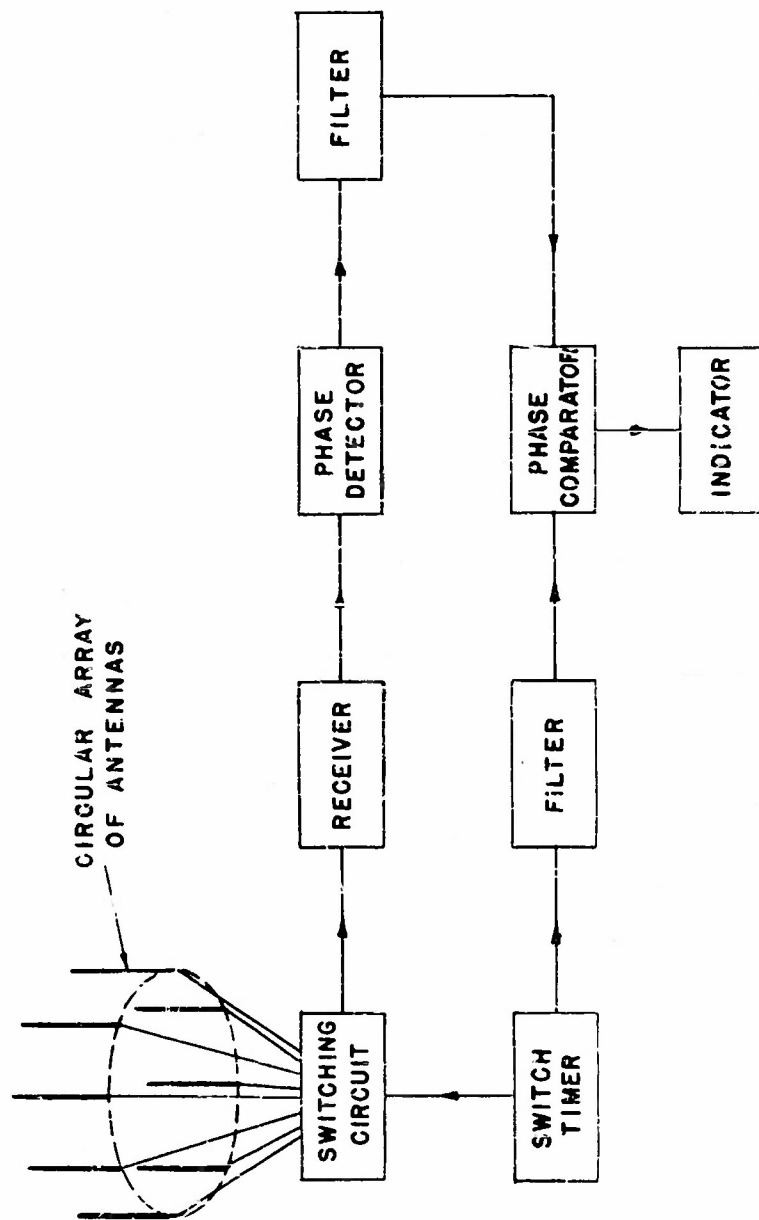 CIRCULAR ARRAY
OF ANTENNAS
SWITCHING
CIRCUIT
RECEIVER
PHASE
DETECTOR
FILTER
SWITCH
TIMER
FILTER
PHASE
COMPARATOR
INDICATOR